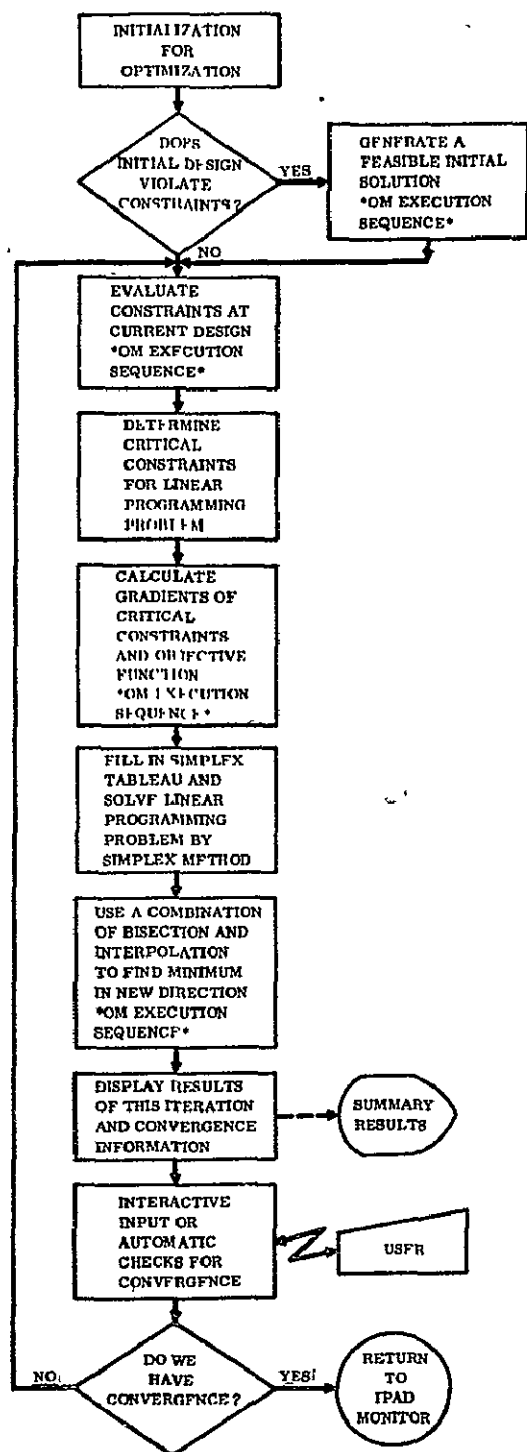 INITIALIZATION
FOR
OPTIMIZATION
DOES
INITIAL DESIGN
VIOLATE
CONSTRAINTS?
YES
GENERATE A
FEASIBLE INITIAL
SOLUTION
*OM EXECUTION
SEQUENCE*
NO
EVALUATE
CONSTRAINTS AT
CURRENT DESIGN
*OM EXECUTION
SEQUENCE*
DETERMINE
CRITICAL
CONSTRAINTS
FOR LINEAR
PROGRAMMING
PROBLEM
CALCULATE
GRADIENTS OF
CRITICAL
CONSTRAINTS
AND OBJECTIVE
FUNCTION
*OM EXECUTION
SEQUENCE*
FILL IN SIMPLEX
TABLEAU AND
SOLVE LINEAR
PROGRAMMING
PROBLEM BY
SIMPLEX METHOD
USE A COMBINATION
OF BISECTION AND
INTERPOLATION
TO FIND MINIMUM
IN NEW DIRECTION
*OM EXECUTION
SEQUENCE*
DISPLAY RESULTS
OF THIS ITERATION
AND CONVERGENCE
INFORMATION
SUMMARY
RESULTS
INTERACTIVE
INPUT OR
AUTOMATIC
CHECKS FOR
CONVERGENCE
USER
DO WE
HAVE
CONVERGENCE?
NO
YES
RETURN
TO
IPAD
MONITOR